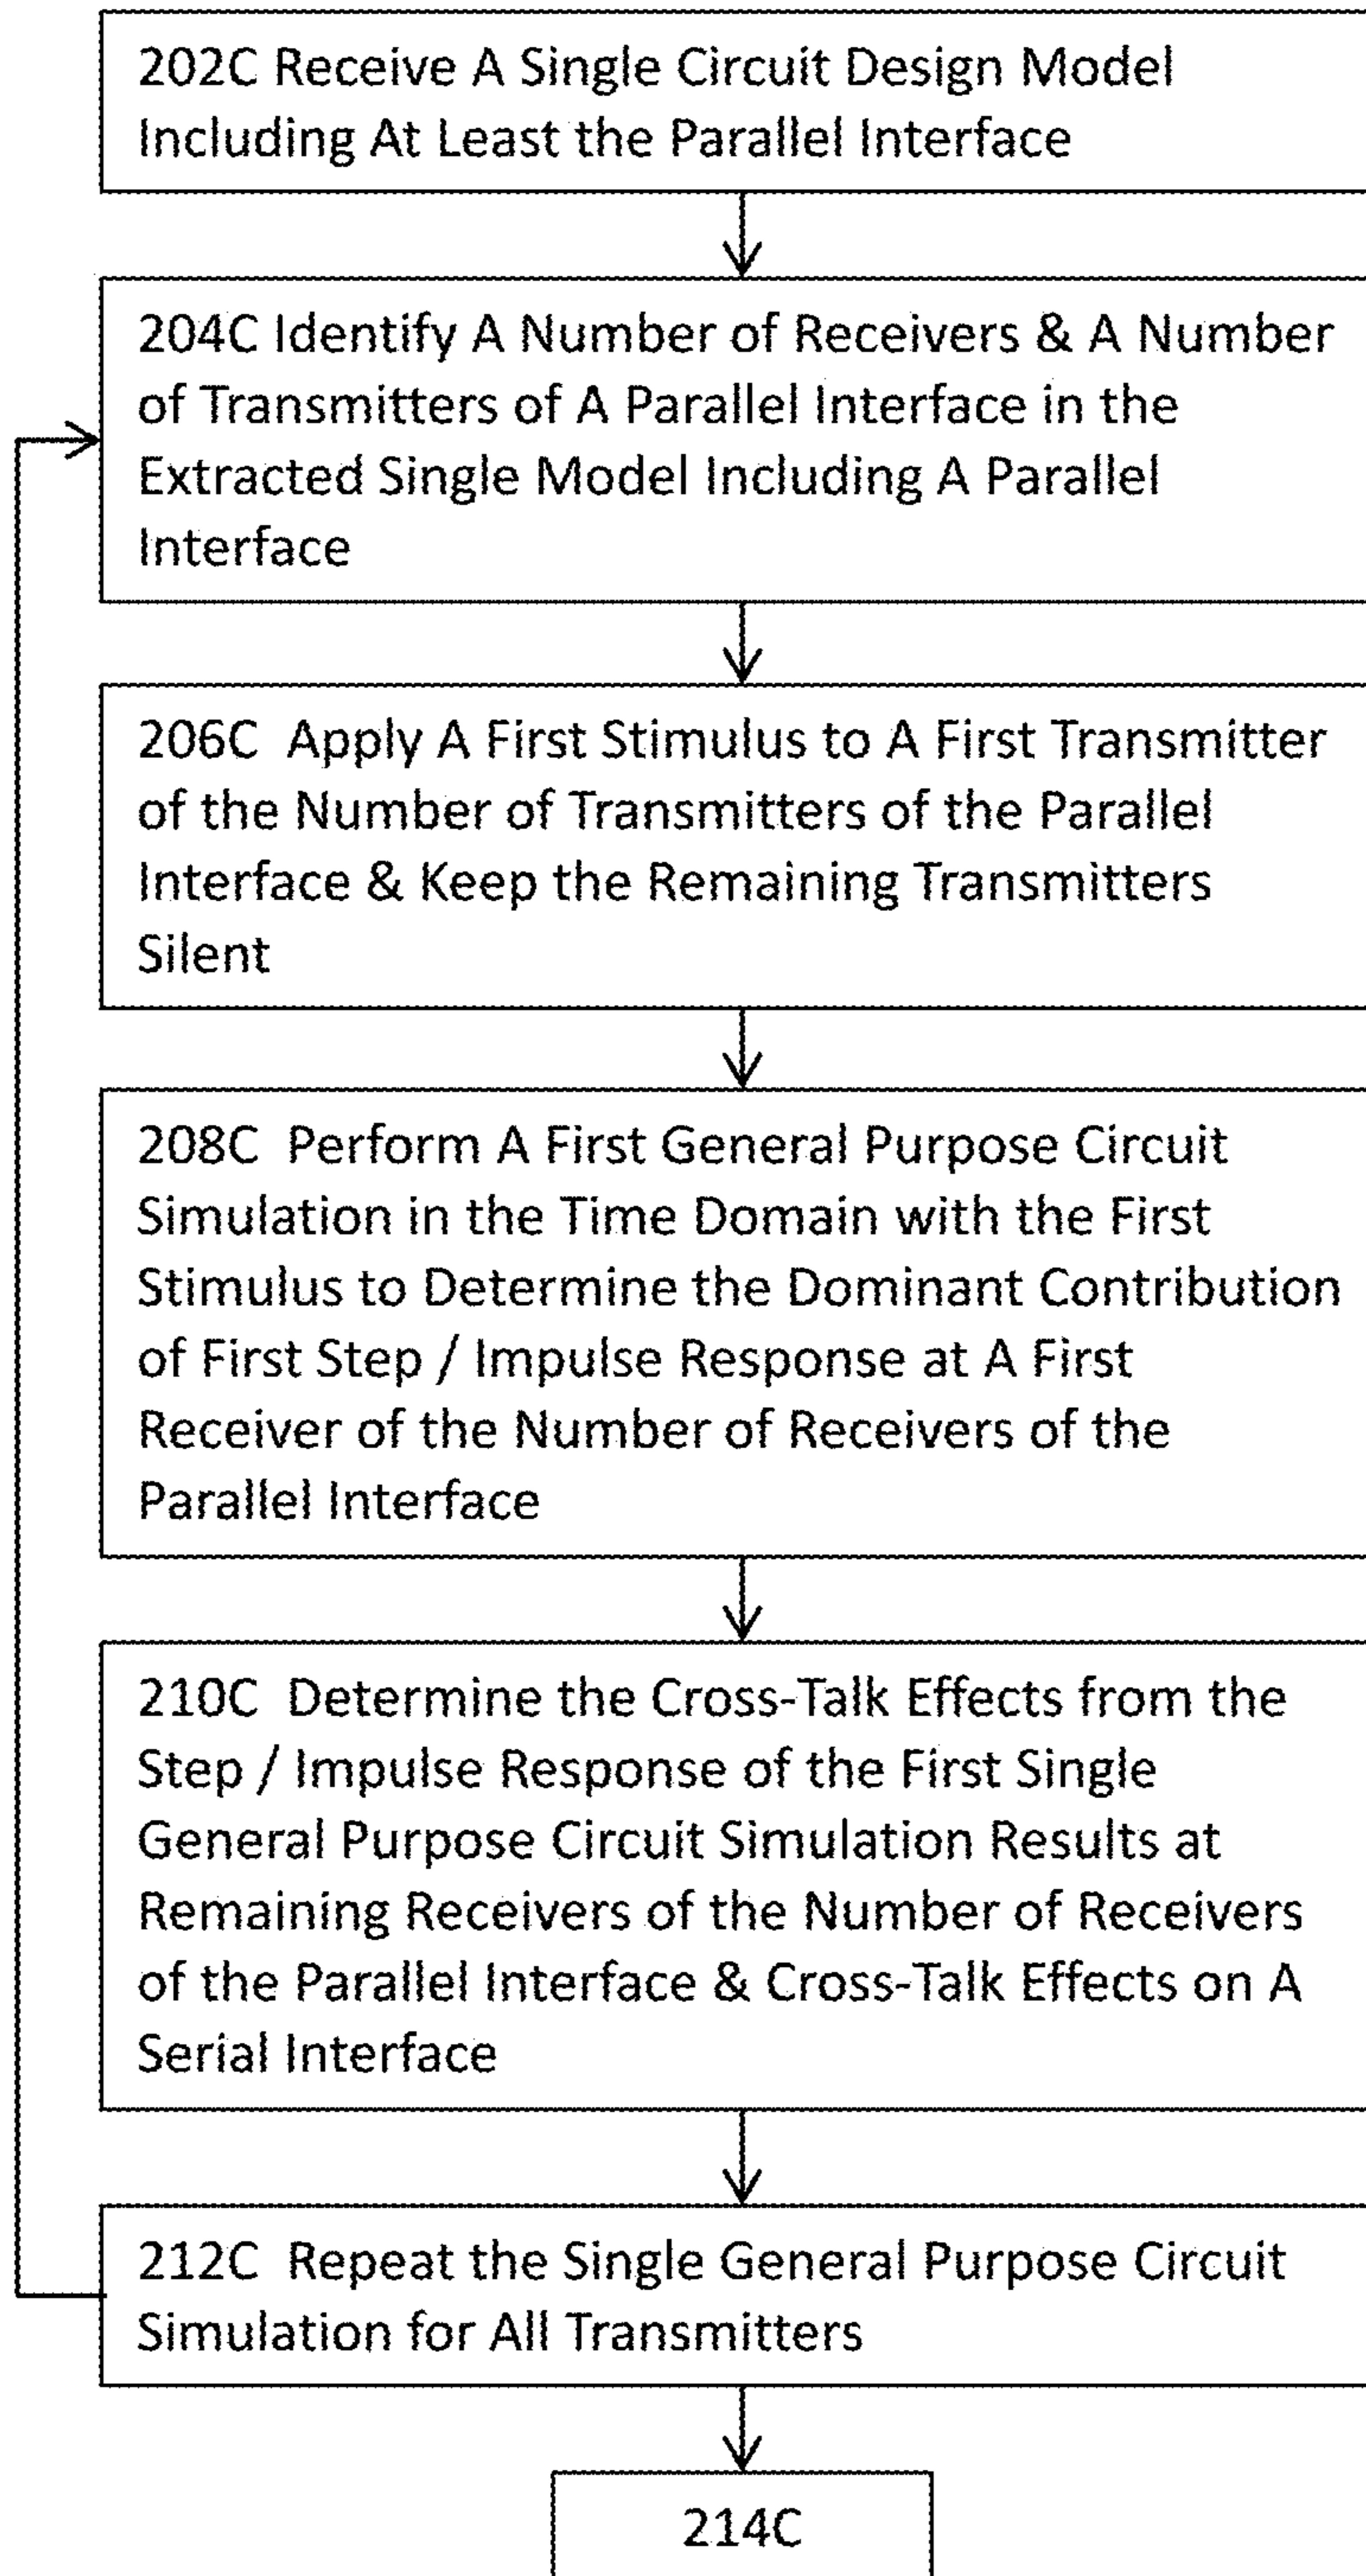 202C Receive A Single Circuit Design Model
Including At Least the Parallel Interface
204C Identify A Number of Receivers & A Number
of Transmitters of A Parallel Interface in the
Extracted Single Model Including A Parallel
Interface
206C Apply A First Stimulus to A First Transmitter
of the Number of Transmitters of the Parallel
Interface & Keep the Remaining Transmitters
Silent
208C Perform A First General Purpose Circuit
Simulation in the Time Domain with the First
Stimulus to Determine the Dominant Contribution
of First Step / Impulse Response at A First
Receiver of the Number of Receivers of the
Parallel Interface
210C Determine the Cross-Talk Effects from the
Step / Impulse Response of the First Single
General Purpose Circuit Simulation Results at
Remaining Receivers of the Number of Receivers
of the Parallel Interface & Cross-Talk Effects on A
Serial Interface
212C Repeat the Single General Purpose Circuit
Simulation for All Transmitters
214C